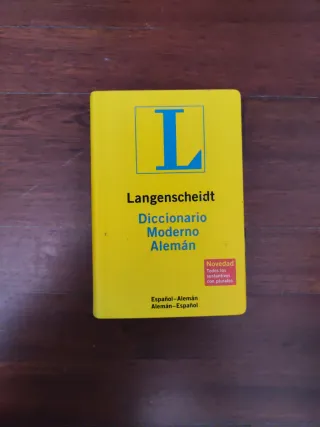 L
Langenscheidt
Diccionario
Moderno
Alemán
Novedad
Todos los
sustantivos
con plurales
Español-Alemán
Alemán-Español